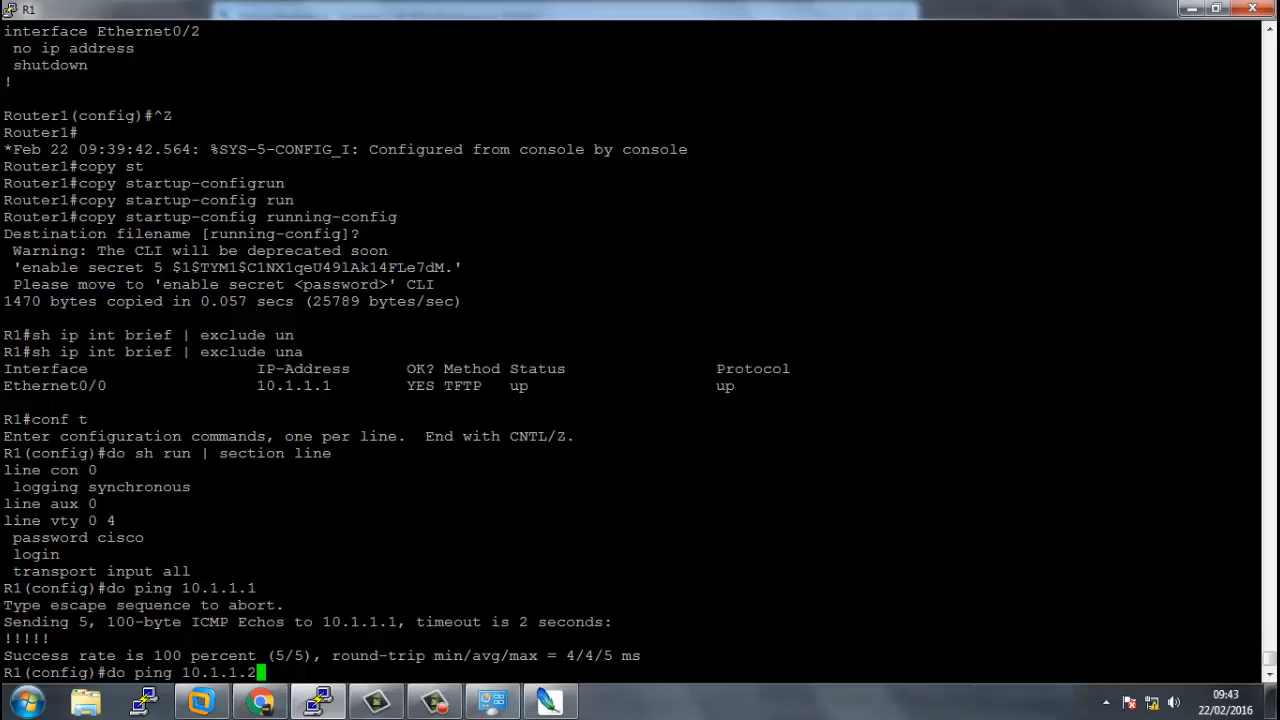 R1
interface Ethernet0/2
 no ip address
 shutdown
!
Router1(config)#^Z
Router1#
*Feb 22 09:39:42.564: %SYS-5-CONFIG_I: Configured from console by console
Router1#copy st
Router1#copy startup-configrun
Router1#copy startup-config run
Router1#copy startup-config running-config
Destination filename [running-config]?
 Warning: The CLI will be deprecated soon
 'enable secret 5 $1$TYM1$C1NX1qeU49lAk14FLe7dM.'
 Please move to 'enable secret <password>' CLI
1470 bytes copied in 0.057 secs (25789 bytes/sec)
R1#sh ip int brief | exclude un
R1#sh ip int brief | exclude una
Interface IP-Address OK? Method Status Protocol
Ethernet0/0 10.1.1.1 YES TFTP up up
R1#conf t
Enter configuration commands, one per line.  End with CNTL/Z.
R1(config)#do sh run | section line
line con 0
 logging synchronous
line aux 0
line vty 0 4
 password cisco
 login
 transport input all
R1(config)#do ping 10.1.1.1
Type escape sequence to abort.
Sending 5, 100-byte ICMP Echos to 10.1.1.1, timeout is 2 seconds:
!!!!!
Success rate is 100 percent (5/5), round-trip min/avg/max = 4/4/5 ms
R1(config)#do ping 10.1.1.2
09:43
22/02/2016